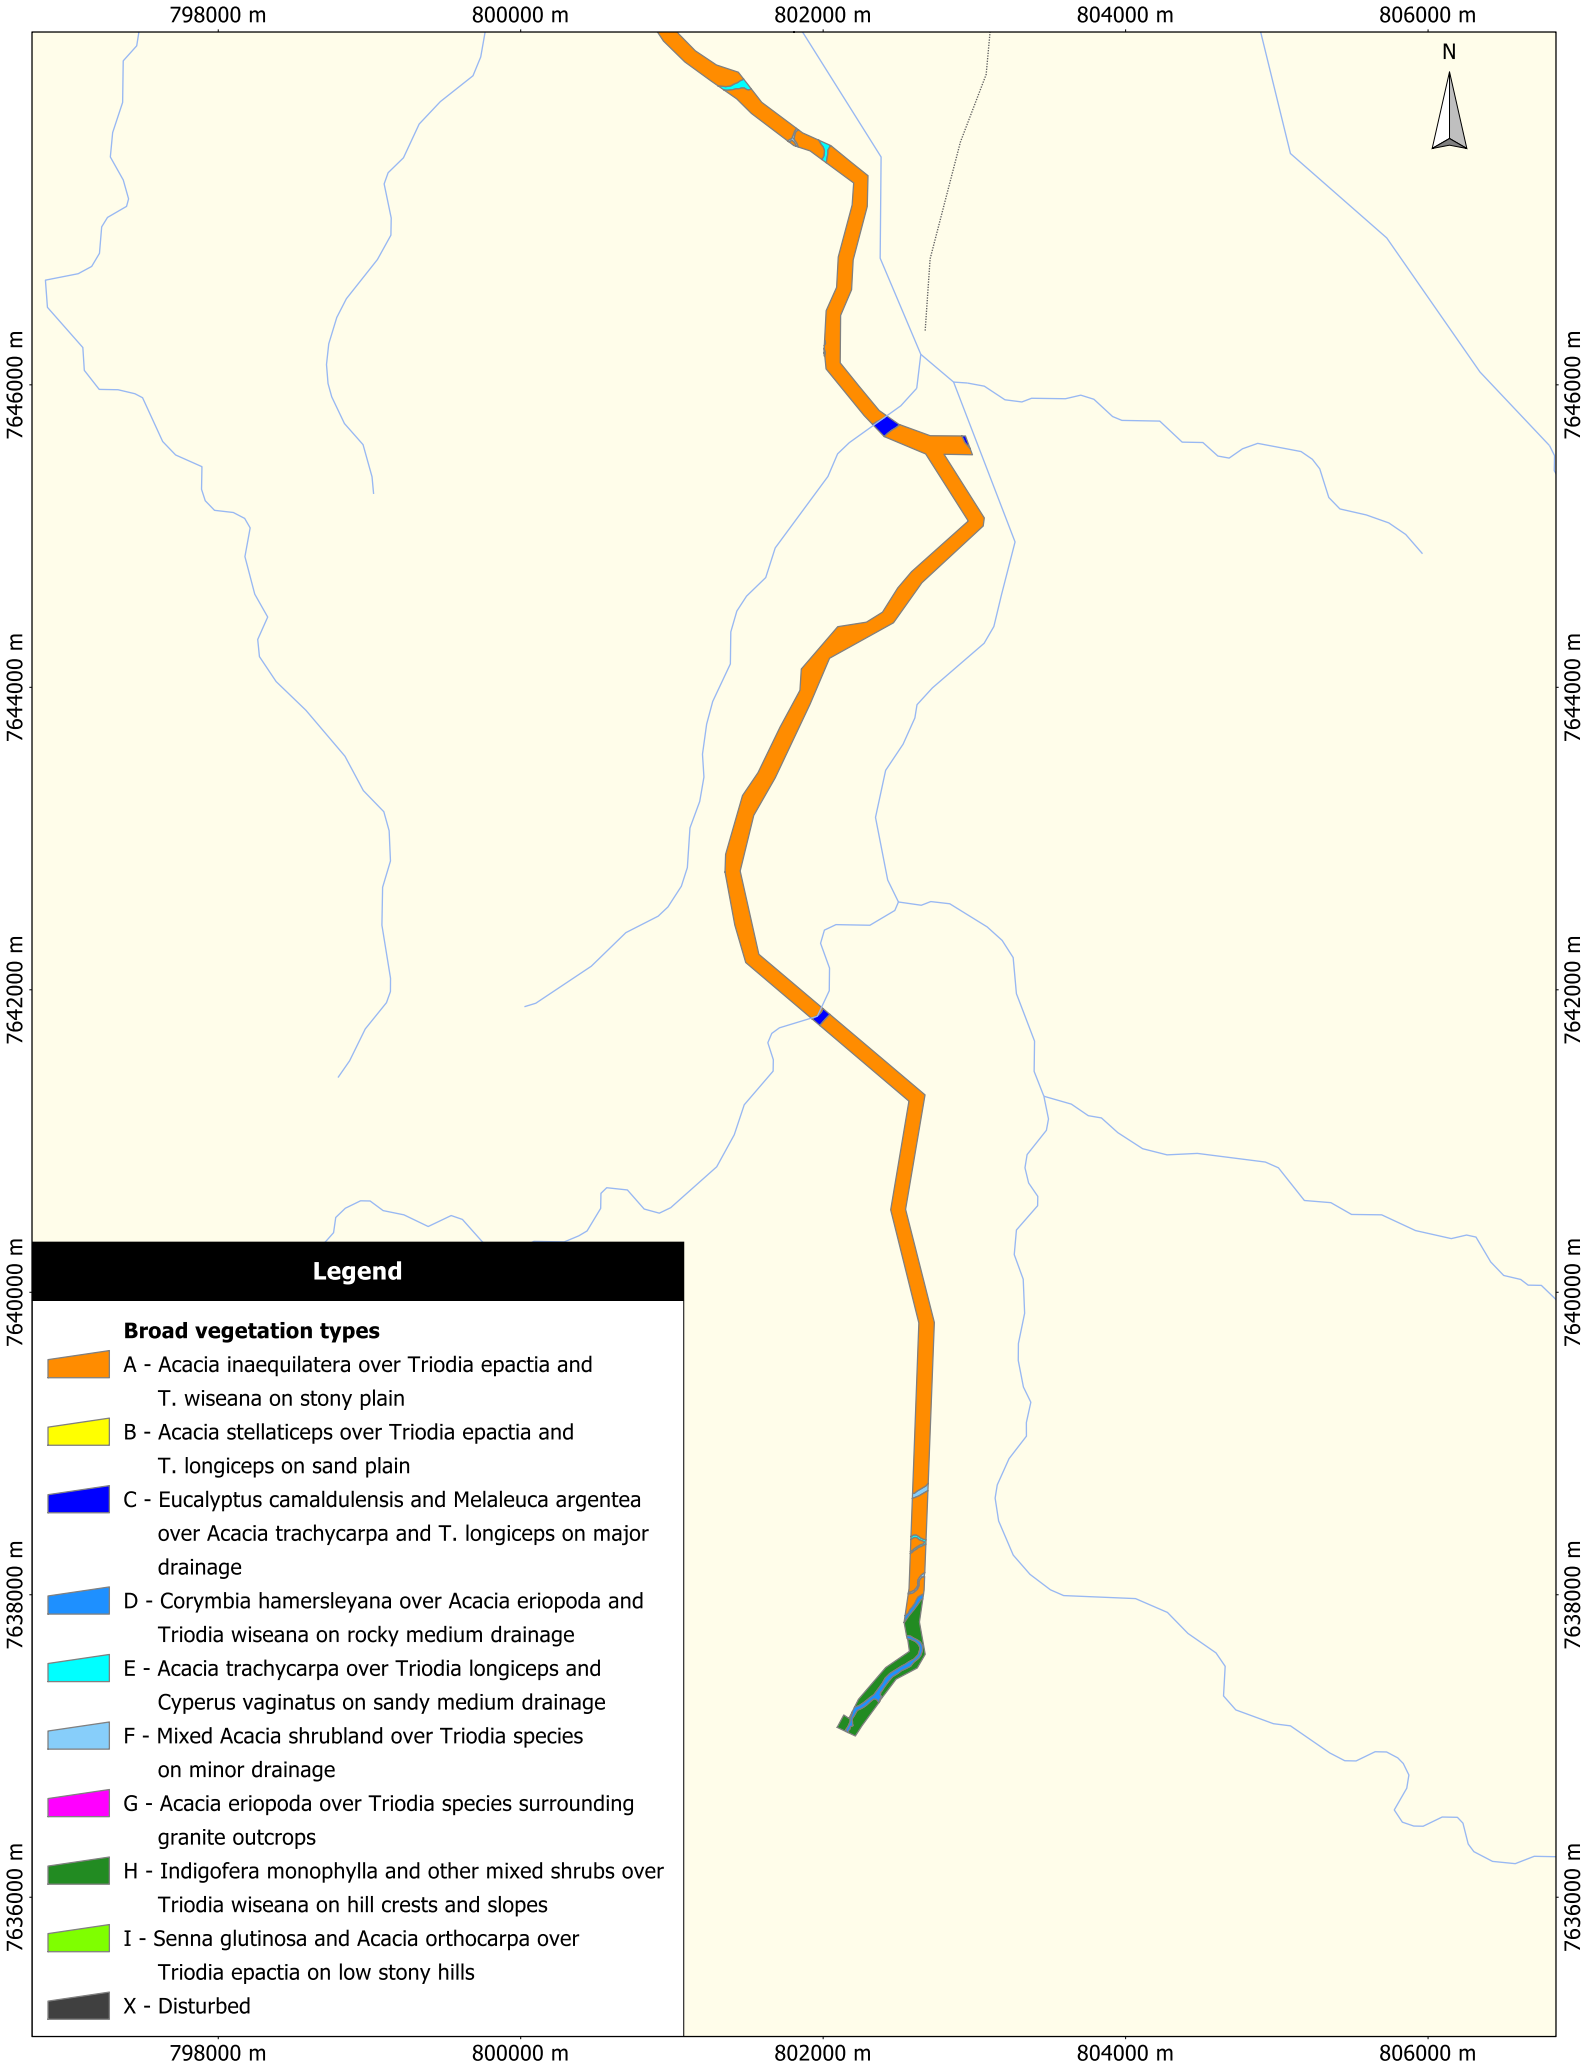 798000 m 800000 m 802000 m 804000 m 806000 m
N
7646000 m 7646000 m
7644000 m 7644000 m
7642000 m 7642000 m
7640000 m 7640000 m
7638000 m 7638000 m
7636000 m 7636000 m
Legend
Broad vegetation types
A - Acacia inaequilatera over Triodia epactia and
T. wiseana on stony plain
B - Acacia stellaticeps over Triodia epactia and
T. longiceps on sand plain
C - Eucalyptus camaldulensis and Melaleuca argentea
over Acacia trachycarpa and T. longiceps on major
drainage
D - Corymbia hamersleyana over Acacia eriopoda and
Triodia wiseana on rocky medium drainage
E - Acacia trachycarpa over Triodia longiceps and
Cyperus vaginatus on sandy medium drainage
F - Mixed Acacia shrubland over Triodia species
on minor drainage
G - Acacia eriopoda over Triodia species surrounding
granite outcrops
H - Indigofera monophylla and other mixed shrubs over
Triodia wiseana on hill crests and slopes
I - Senna glutinosa and Acacia orthocarpa over
Triodia epactia on low stony hills
X - Disturbed
798000 m 800000 m 802000 m 804000 m 806000 m